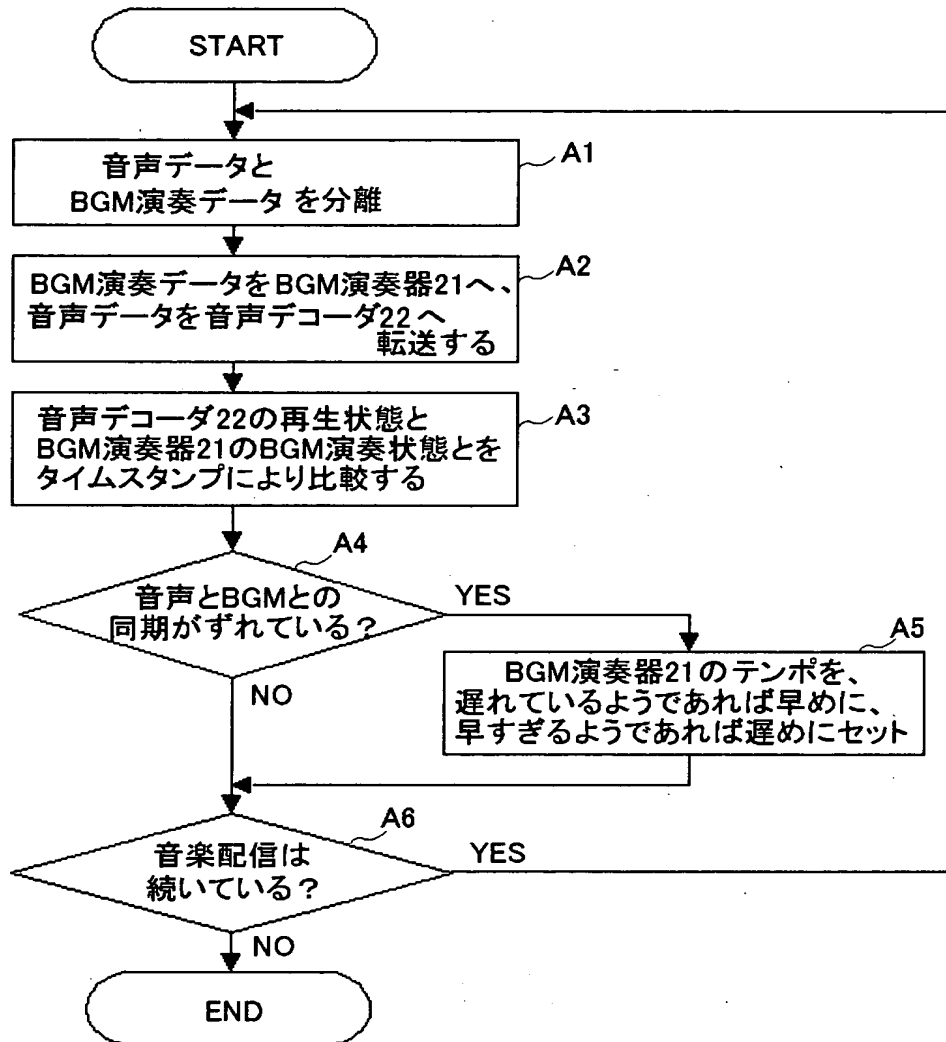 START
A1
音声データと
BGM演奏データ を分離
A2
BGM演奏データをBGM演奏器21へ、
音声データを音声デコーダ22へ
転送する
A3
音声デコーダ22の再生状態と
BGM演奏器21のBGM演奏状態とを
タイムスタンプにより比較する
A4
音声とBGMとの
同期がずれている？
YES
NO
A5
BGM演奏器21のテンポを、
遅れているようであれば早めに、
早すぎるようであれば遅めにセット
A6
音楽配信は
続いている？
YES
NO
END